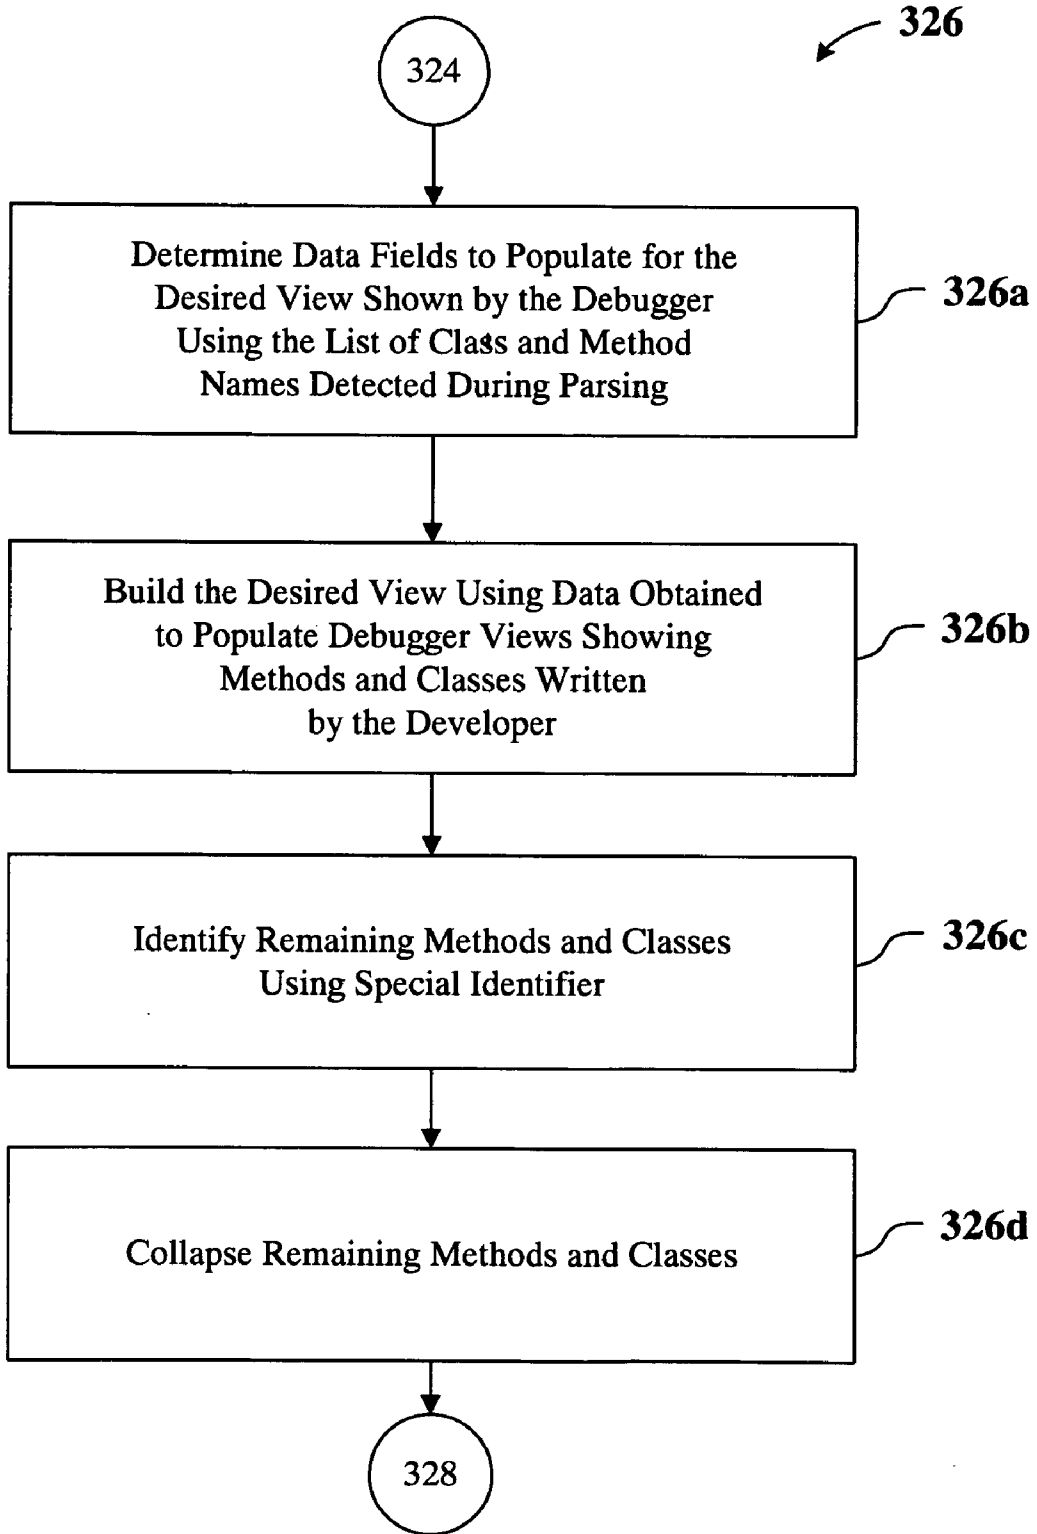 326
324
Determine Data Fields to Populate for the
Desired View Shown by the Debugger
Using the List of Class and Method
Names Detected During Parsing
326a
Build the Desired View Using Data Obtained
to Populate Debugger Views Showing
Methods and Classes Written
by the Developer
326b
Identify Remaining Methods and Classes
Using Special Identifier
326c
Collapse Remaining Methods and Classes
326d
328